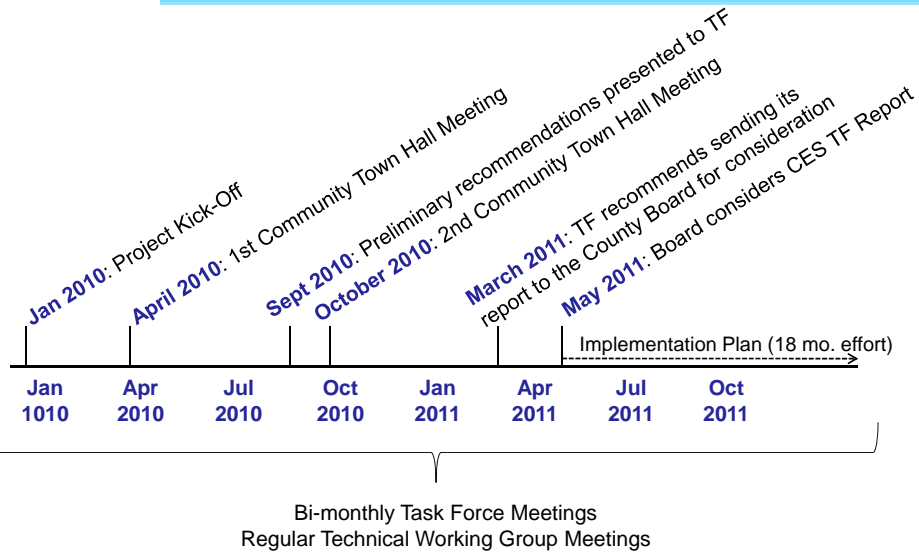 Jan 2010: Project Kick-Off
April 2010: 1st Community Town Hall Meeting
Sept 2010: Preliminary recommendations presented to TF
October 2010: 2nd Community Town Hall Meeting
March 2011: TF recommends sending its
report to the County Board for consideration
May 2011: Board considers CES TF Report
Implementation Plan (18 mo. effort)
Jan
1010
Apr
2010
Jul
2010
Oct
2010
Jan
2011
Apr
2011
Jul
2011
Oct
2011
Bi-monthly Task Force Meetings
Regular Technical Working Group Meetings